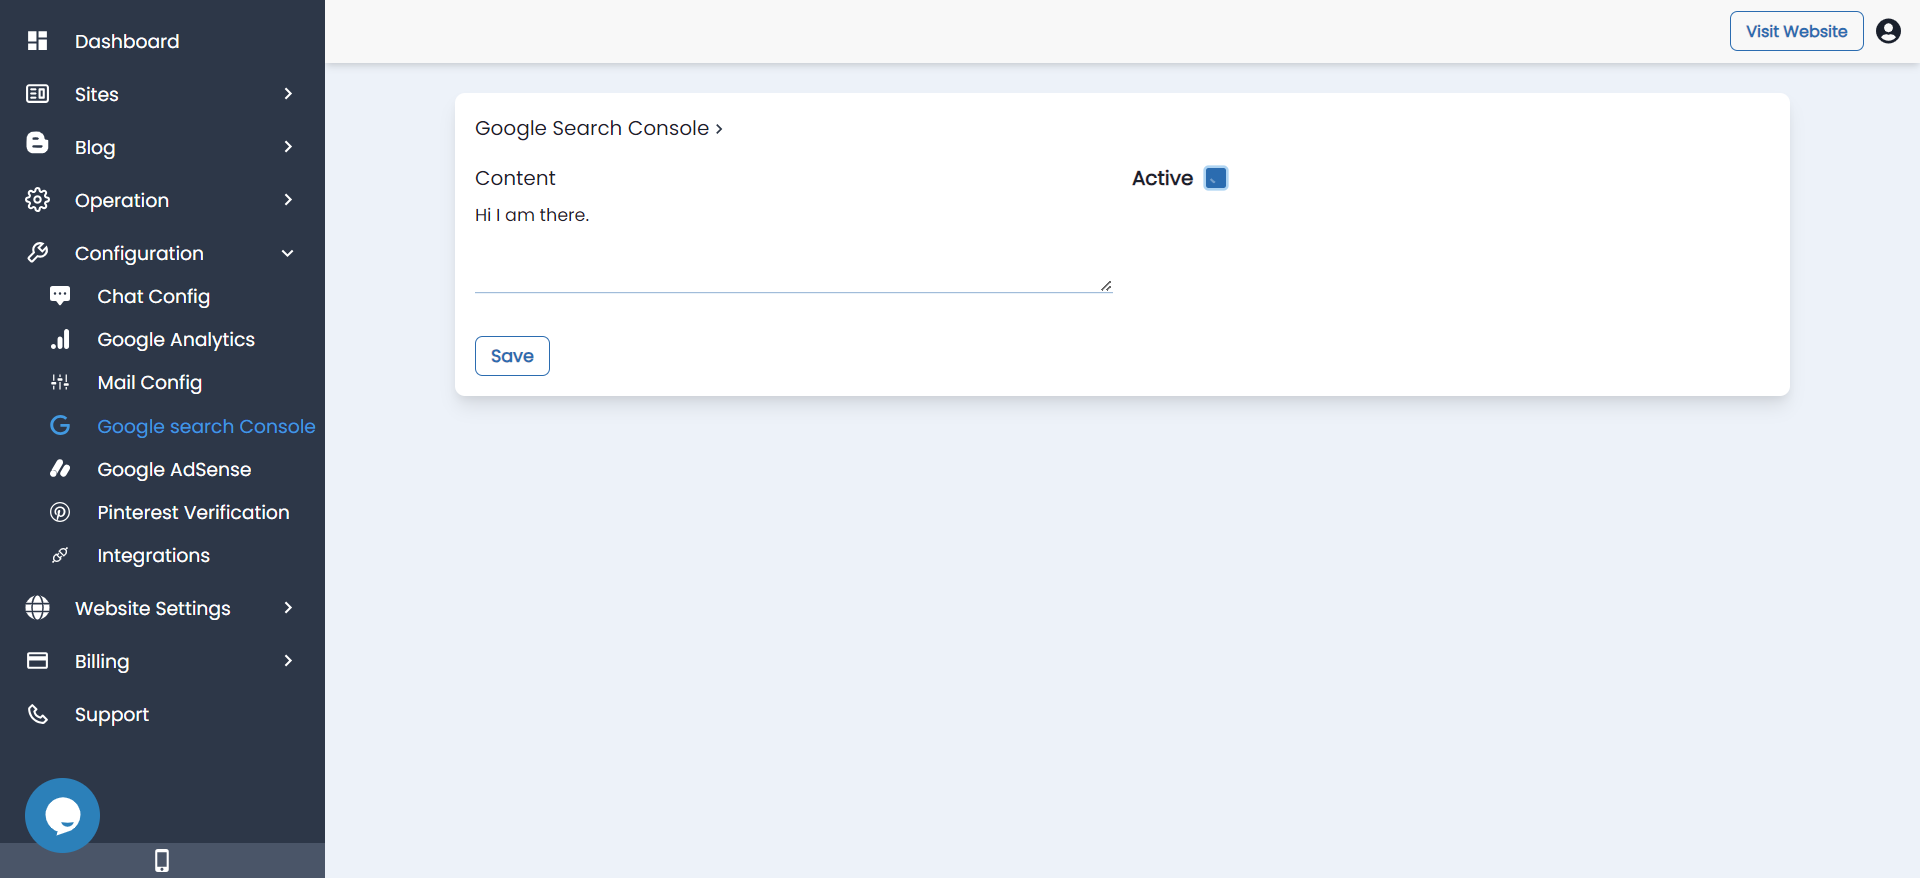 Dashboard
Sites
Blog
Operation
Configuration
Chat Config
Google Analytics
Mail Config
Google search Console
Google AdSense
Pinterest Verification
Integrations
Website Settings
Billing
Support
Visit Website
Google Search Console
Content
Active
Hi I am there.
Save